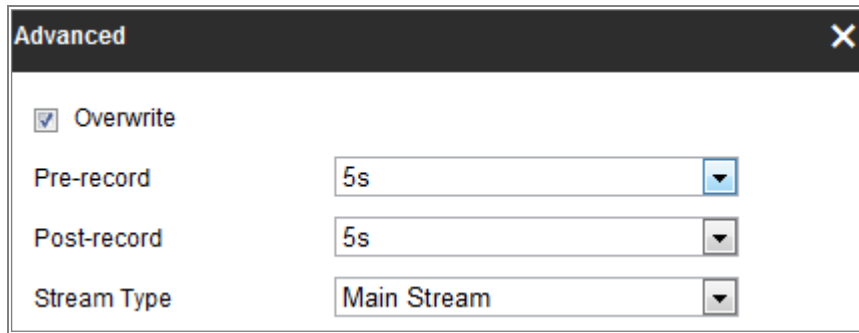 Advanced
Overwrite
Pre-record 5s
Post-record 5s
Stream Type Main Stream